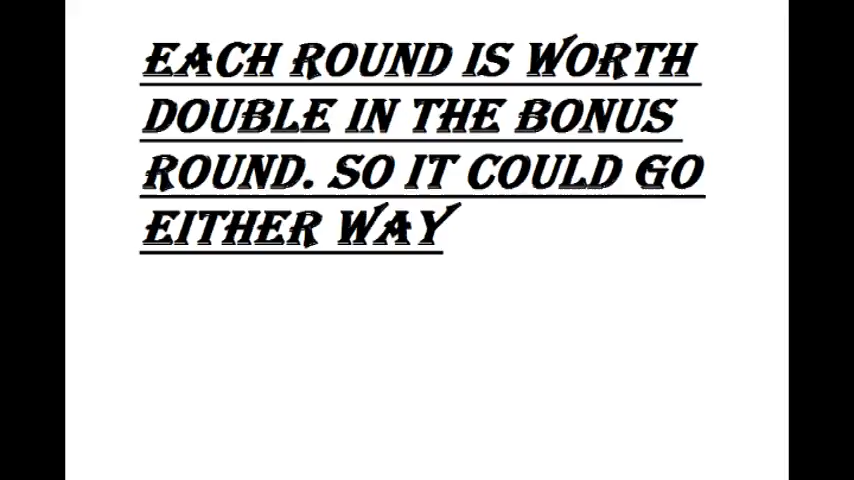 EACH ROUND IS WORTH
DOUBLE IN THE BONUS
ROUND. SO IT COULD GO
EITHER WAY